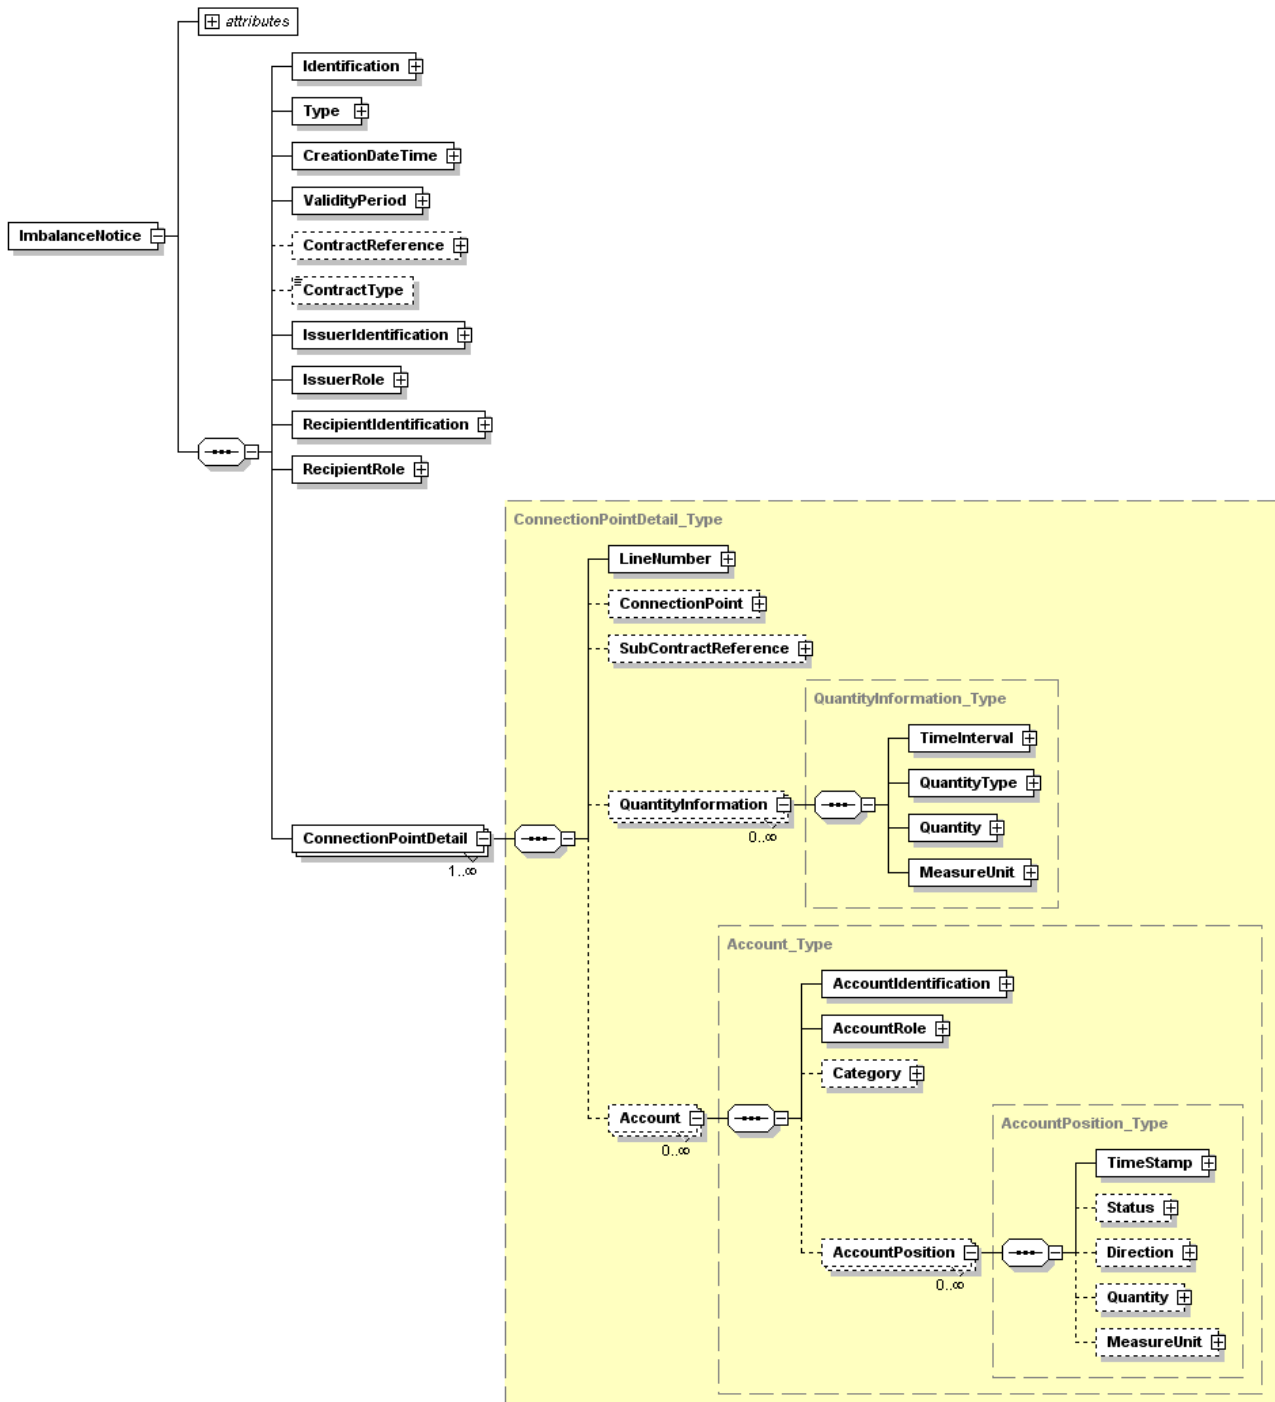 attributes
Identification
Type
CreationDateTime
ValidityPeriod
ImbalanceNotice
ContractReference
ContractType
IssuerIdentification
IssuerRole
RecipientIdentification
RecipientRole
ConnectionPointDetail_Type
LineNumber
ConnectionPoint
SubContractReference
QuantityInformation_Type
TimeInterval
QuantityType
QuantityInformation
0..∞
Quantity
ConnectionPointDetail
1..∞
MeasureUnit
Account_Type
AccountIdentification
AccountRole
Category
Account
0..∞
AccountPosition_Type
TimeStamp
Status
AccountPosition
0..∞
Direction
Quantity
MeasureUnit